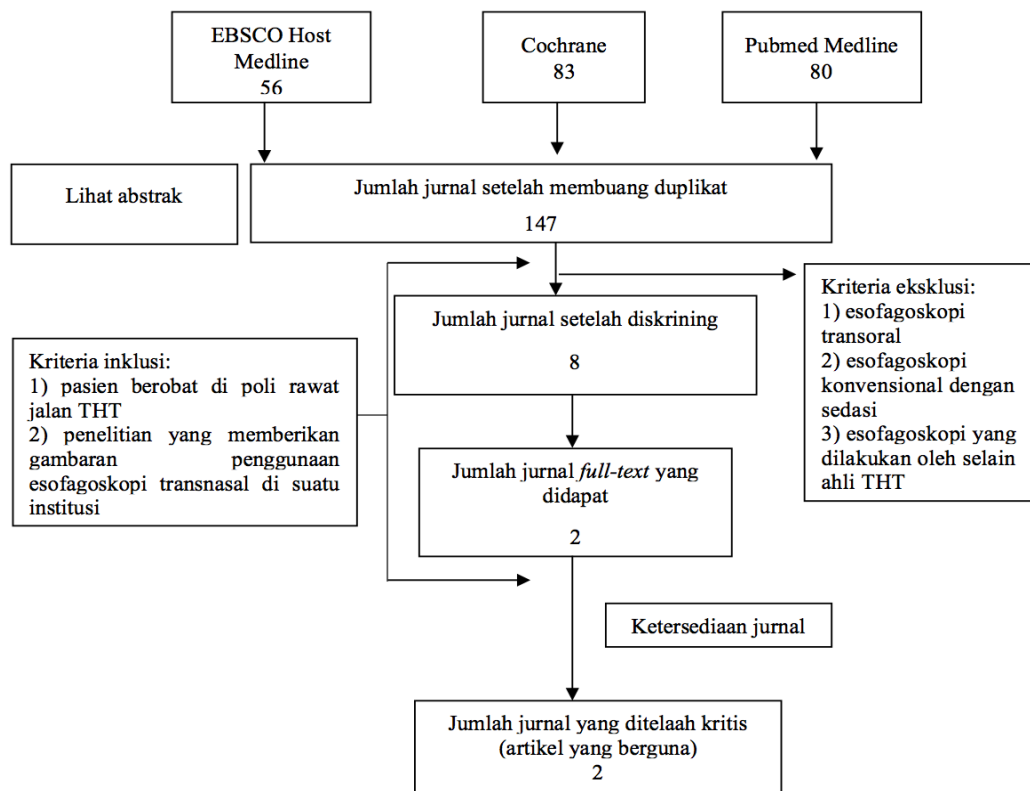 EBSCO Host
Medline
56
Cochrane
83
Pubmed Medline
80
Lihat abstrak
Jumlah jurnal setelah membuang duplikat
147
Kriteria eksklusi:
1) esofagoskopi
transoral
2) esofagoskopi
konvensional dengan
sedasi
3) esofagoskopi yang
dilakukan oleh selain
ahli THT
Jumlah jurnal setelah diskrining
8
Kriteria inklusi:
1) pasien berobat di poli rawat
jalan THT
2) penelitian yang memberikan
gambaran penggunaan
esofagoskopi transnasal di suatu
institusi
Jumlah jurnal full-text yang
didapat
2
Ketersediaan jurnal
Jumlah jurnal yang ditelaah kritis
(artikel yang berguna)
2